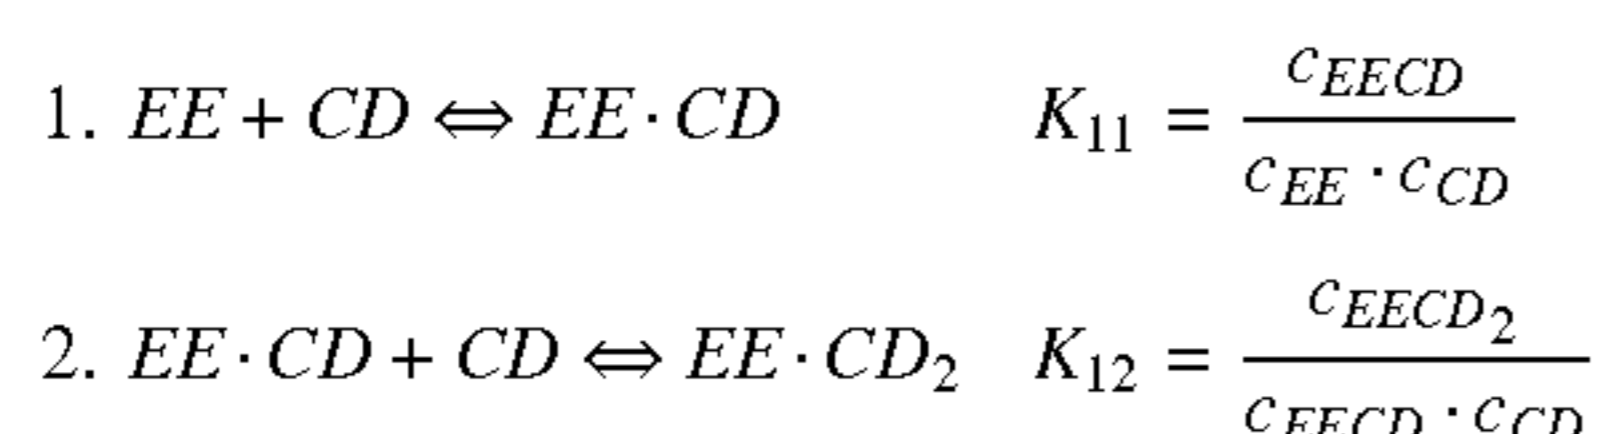 1. EE + CD ⇔ EE · CD K₁₁ = c_EECD / (c_EE · c_CD)
2. EE · CD + CD ⇔ EE · CD₂ K₁₂ = c_EECD₂ / (c_EECD · c_CD)